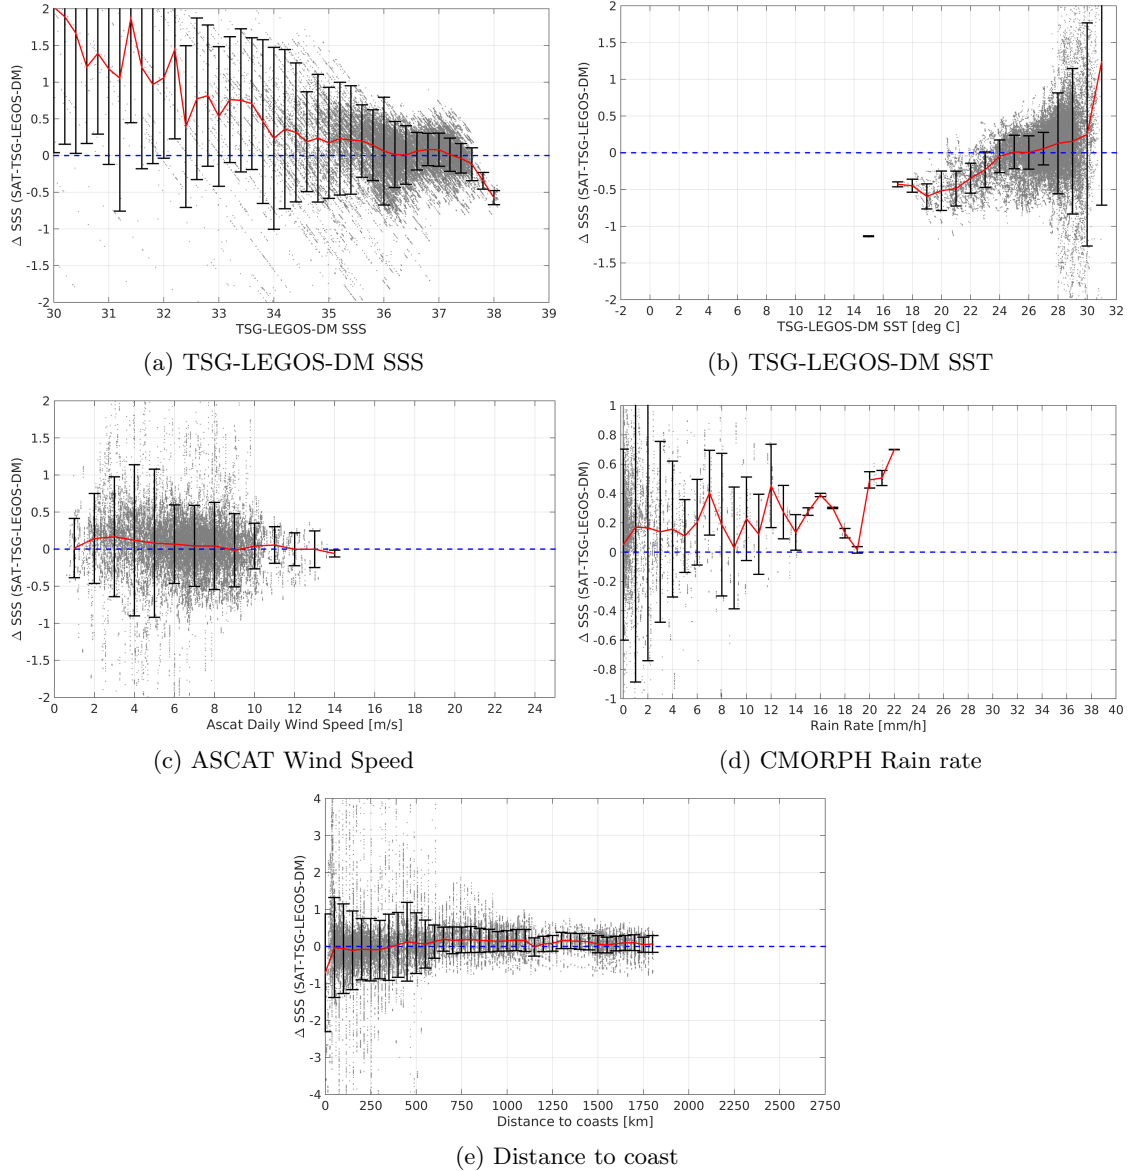 2
1.5
1
0.5
0
-0.5
-1
-1.5
-2
Δ SSS (SAT-TSG-LEGOS-DM)
30 31 32 33 34 35 36 37 38 39
TSG-LEGOS-DM SSS
(a) TSG-LEGOS-DM SSS
2
1.5
1
0.5
0
-0.5
-1
-1.5
-2
Δ SSS (SAT-TSG-LEGOS-DM)
-2 0 2 4 6 8 10 12 14 16 18 20 22 24 26 28 30 32
TSG-LEGOS-DM SST [deg C]
(b) TSG-LEGOS-DM SST
2
1.5
1
0.5
0
-0.5
-1
-1.5
-2
Δ SSS (SAT-TSG-LEGOS-DM)
0 2 4 6 8 10 12 14 16 18 20 22 24
Ascat Daily Wind Speed [m/s]
(c) ASCAT Wind Speed
1
0.8
0.6
0.4
0.2
0
-0.2
-0.4
-0.6
-0.8
-1
Δ SSS (SAT-TSG-LEGOS-DM)
0 2 4 6 8 10 12 14 16 18 20 22 24 26 28 30 32 34 36 38 40
Rain Rate [mm/h]
(d) CMORPH Rain rate
4
3
2
1
0
-1
-2
-3
-4
Δ SSS (SAT-TSG-LEGOS-DM)
0 250 500 750 1000 1250 1500 1750 2000 2250 2500 2750
Distance to coasts [km]
(e) Distance to coast